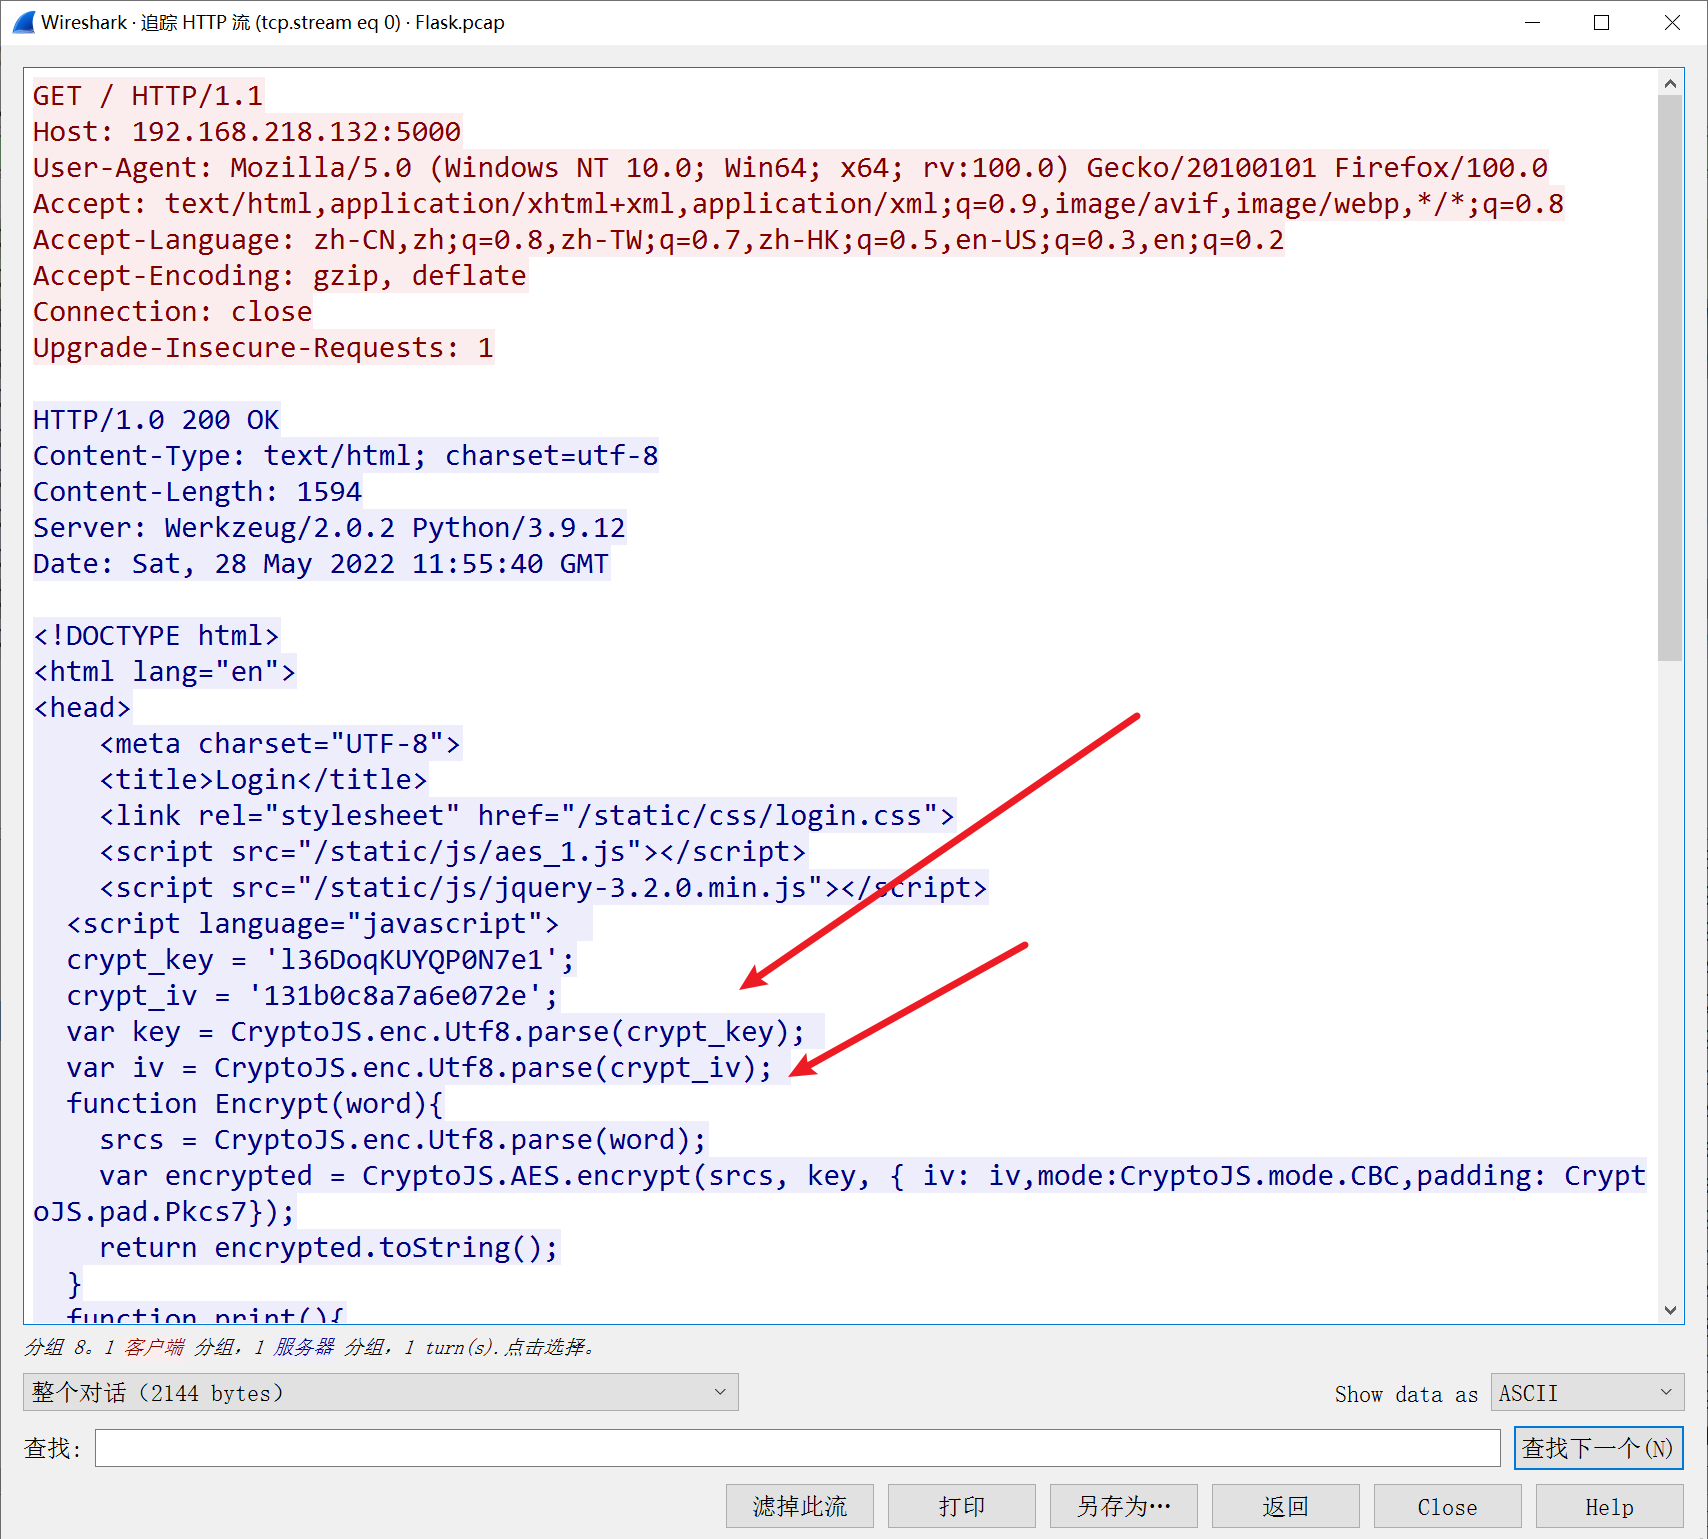 Wireshark · 追踪 HTTP 流 (tcp.stream eq 0) · Flask.pcap
GET / HTTP/1.1
Host: 192.168.218.132:5000
User-Agent: Mozilla/5.0 (Windows NT 10.0; Win64; x64; rv:100.0) Gecko/20100101 Firefox/100.0
Accept: text/html,application/xhtml+xml,application/xml;q=0.9,image/avif,image/webp,*/*;q=0.8
Accept-Language: zh-CN,zh;q=0.8,zh-TW;q=0.7,zh-HK;q=0.5,en-US;q=0.3,en;q=0.2
Accept-Encoding: gzip, deflate
Connection: close
Upgrade-Insecure-Requests: 1
HTTP/1.0 200 OK
Content-Type: text/html; charset=utf-8
Content-Length: 1594
Server: Werkzeug/2.0.2 Python/3.9.12
Date: Sat, 28 May 2022 11:55:40 GMT
<!DOCTYPE html>
<html lang="en">
<head>
<meta charset="UTF-8">
<title>Login</title>
<link rel="stylesheet" href="/static/css/login.css">
<script src="/static/js/aes_1.js"></script>
<script src="/static/js/jquery-3.2.0.min.js"></script>
<script language="javascript">
crypt_key = 'l36DoqKUYQP0N7e1';
crypt_iv = '131b0c8a7a6e072e';
var key = CryptoJS.enc.Utf8.parse(crypt_key);
var iv = CryptoJS.enc.Utf8.parse(crypt_iv);
function Encrypt(word){
srcs = CryptoJS.enc.Utf8.parse(word);
var encrypted = CryptoJS.AES.encrypt(srcs, key, { iv: iv,mode:CryptoJS.mode.CBC,padding: Crypt
oJS.pad.Pkcs7});
return encrypted.toString();
}
function print(){
分组 8。1 客户端 分组，1 服务器 分组，1 turn(s).点击选择。
整个对话（2144 bytes）
Show data as ASCII
查找:
查找下一个(N)
滤掉此流 打印 另存为… 返回 Close Help